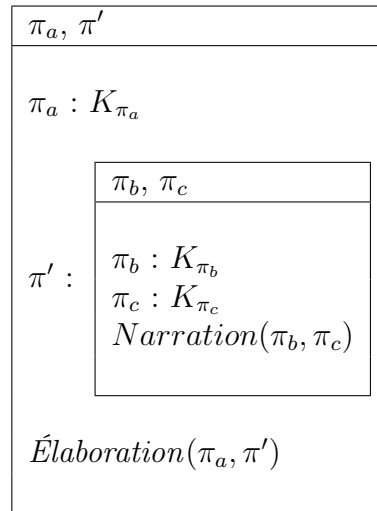 π_a, π'
π_a : K_{π_a}
π_b, π_c
π' :
π_b : K_{π_b}
π_c : K_{π_c}
Narration(π_b, π_c)
Élaboration(π_a, π')